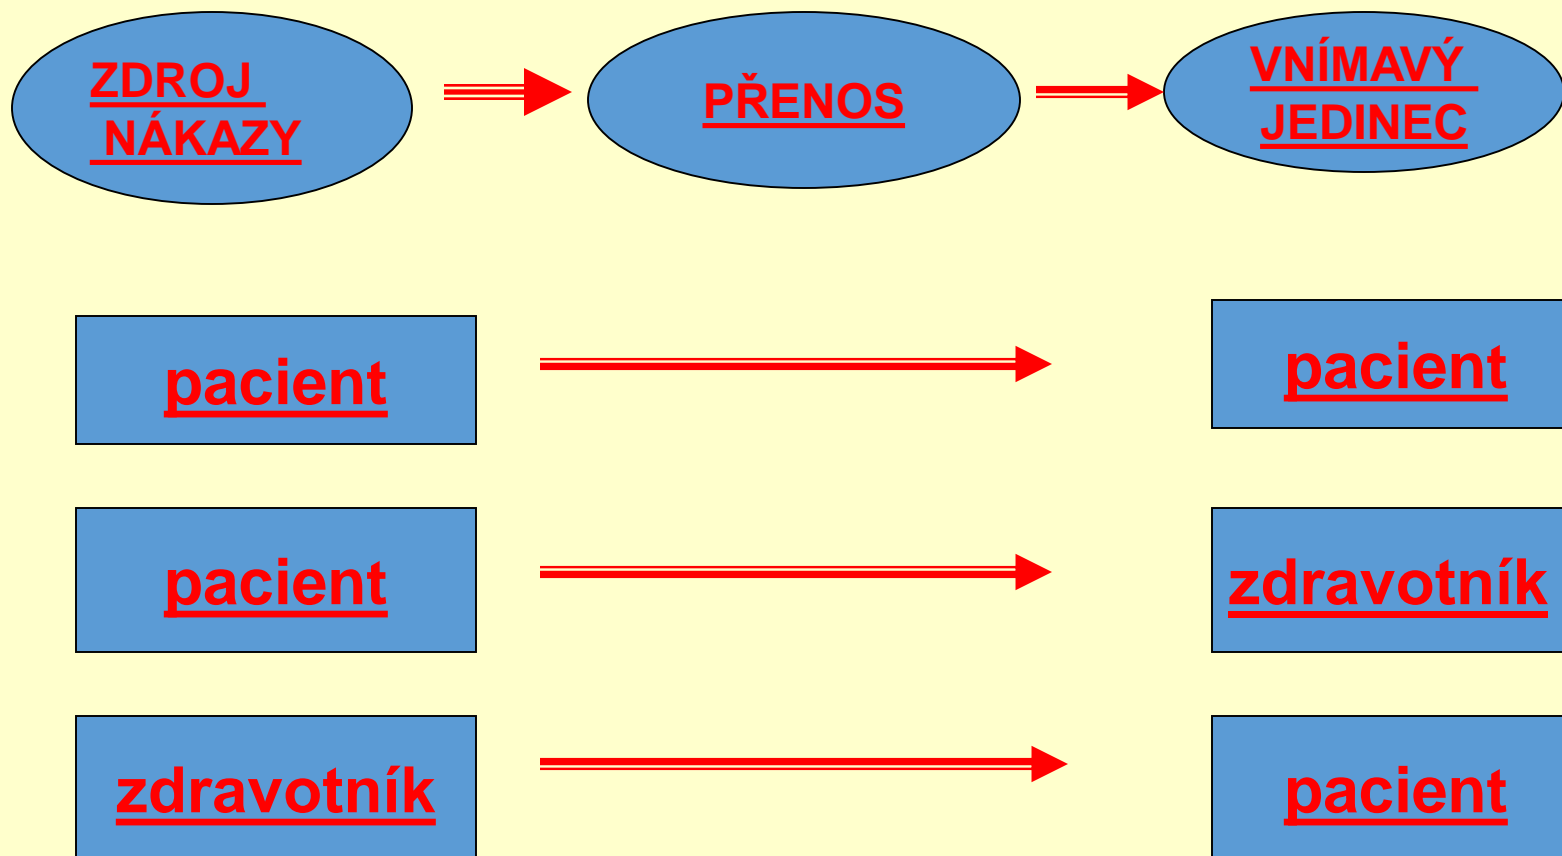 ZDROJ
NÁKAZY
PŘENOS
VNÍMAVÝ
JEDINEC
pacient
pacient
pacient
zdravotník
zdravotník
pacient